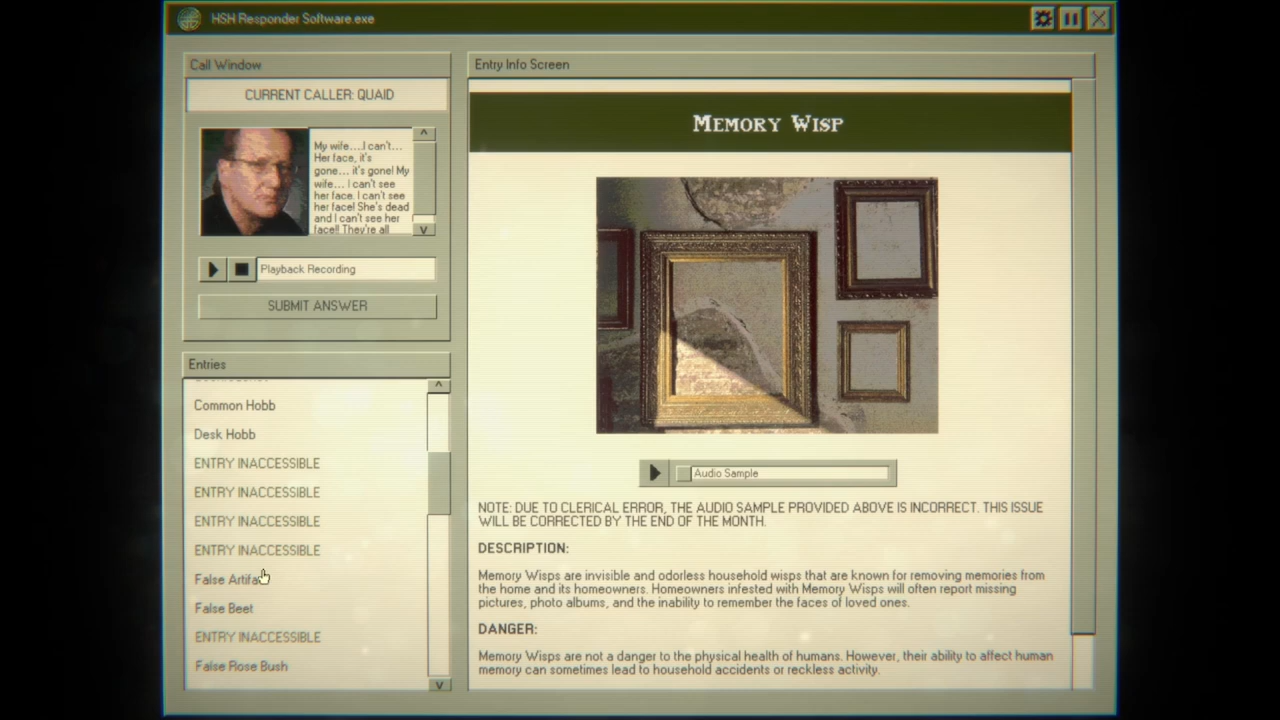 HSH Responder Software.exe
Call Window
CURRENT CALLER: QUAID
My wife....I can't...
Her face, it's
gone... it's gone! My
wife... I can't see
her face. I can't see
her face! She's dead
and I can't see her
face!! They're all
Playback Recording
SUBMIT ANSWER
Entries
Common Hobb
Desk Hobb
ENTRY INACCESSIBLE
ENTRY INACCESSIBLE
ENTRY INACCESSIBLE
ENTRY INACCESSIBLE
False
False Beet
ENTRY INACCESSIBLE
False Rose Bush
Entry Info Screen
MEMORY WISP
Audio Sample
NOTE: DUE TO CLERICAL ERROR, THE AUDIO SAMPLE PROVIDED ABOVE IS INCORRECT. THIS ISSUE
WILL BE CORRECTED BY THE END OF THE MONTH.
DESCRIPTION:
Memory Wisps are invisible and odorless household wisps that are known for removing memories from
the home and its homeowners. Homeowners infested with Memory Wisps will often report missing
pictures, photo albums, and the inability to remember the faces of loved ones.
DANGER:
Memory Wisps are not a danger to the physical health of humans. However, their ability to affect human
memory can sometimes lead to household accidents or reckless activity.